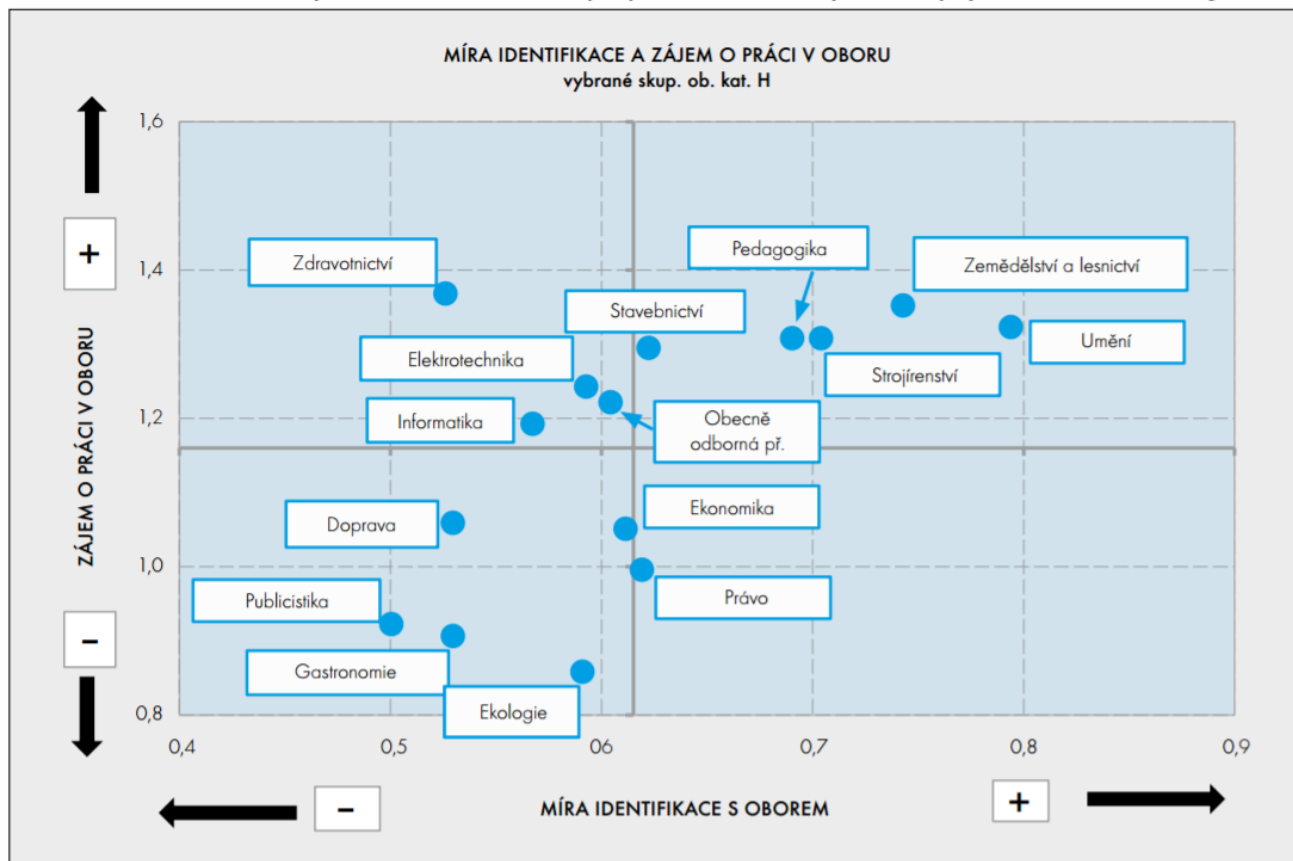 MÍRA IDENTIFIKACE A ZÁJEM O PRÁCI V OBORU
vybrané skup. ob. kat. H
1,6
1,4
1,2
1,0
0,8
+
ZÁJEM O PRÁCI V OBORU
−
Zdravotnictví
Pedagogika
Zemědělství a lesnictví
Stavebnictví
Umění
Elektrotechnika
Strojírenství
Informatika
Obecně
odborná př.
Doprava
Ekonomika
Publicistika
Právo
Gastronomie
Ekologie
0,4
0,5
06
0,7
0,8
0,9
−
MÍRA IDENTIFIKACE S OBOREM
+